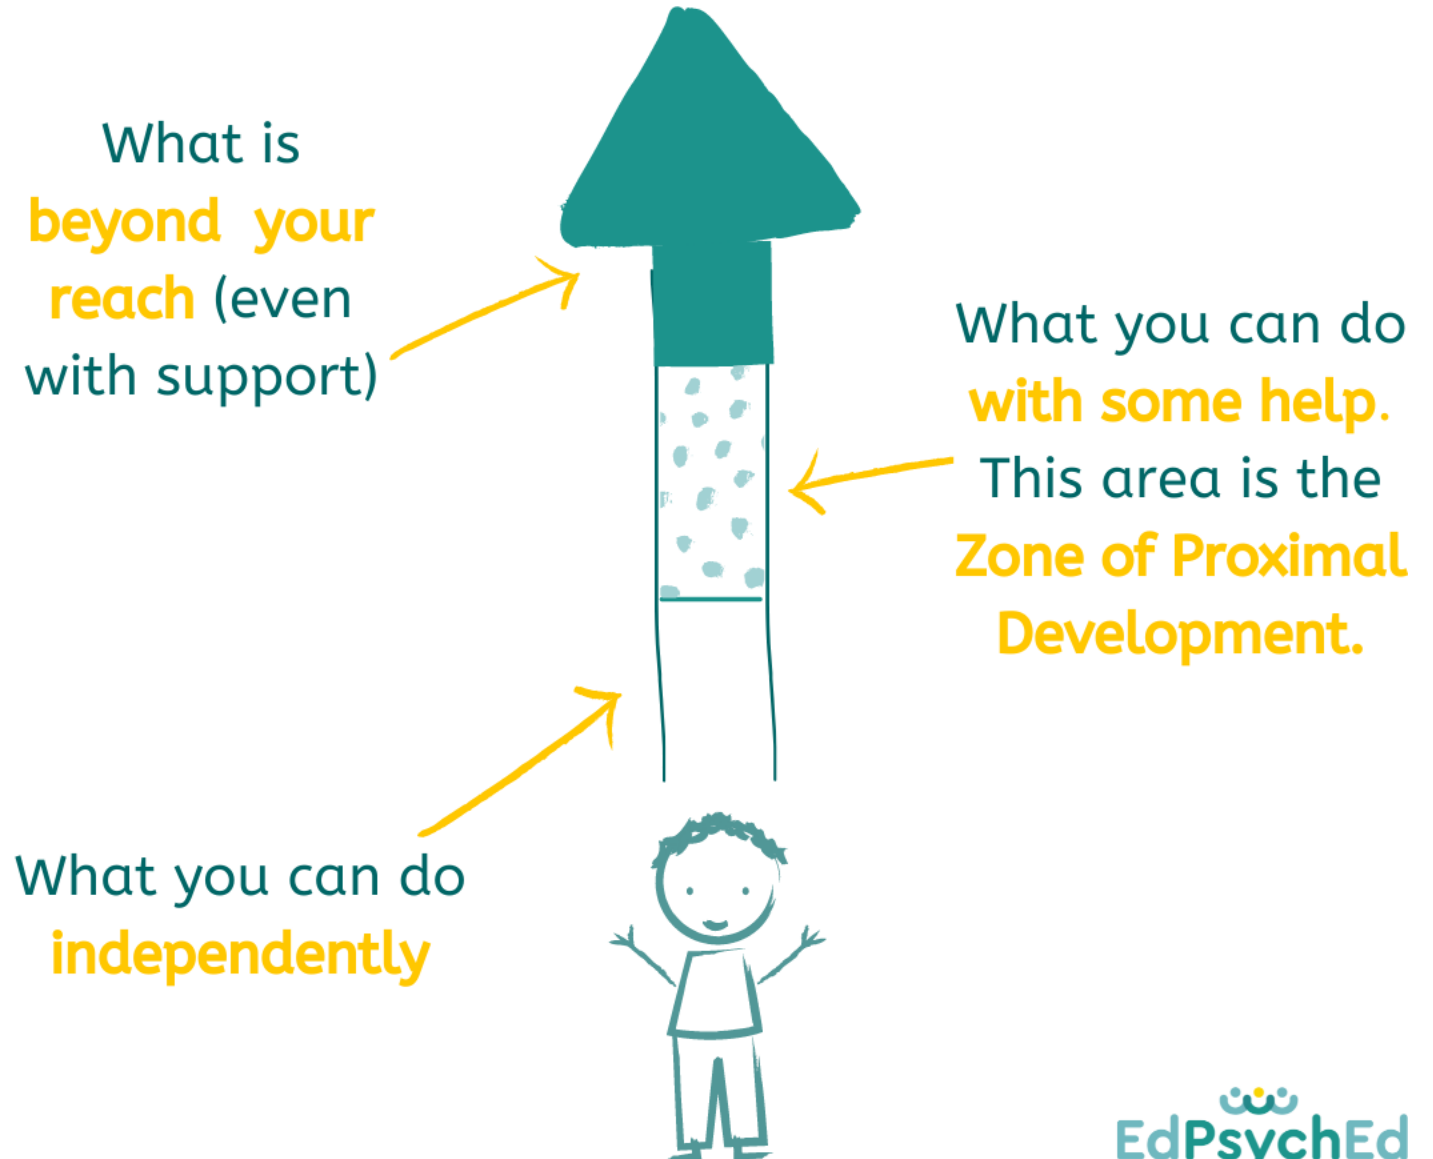 What is
beyond your
reach (even
with support)
What you can do
with some help.
This area is the
Zone of Proximal
Development.
What you can do
independently
EdPsychEd